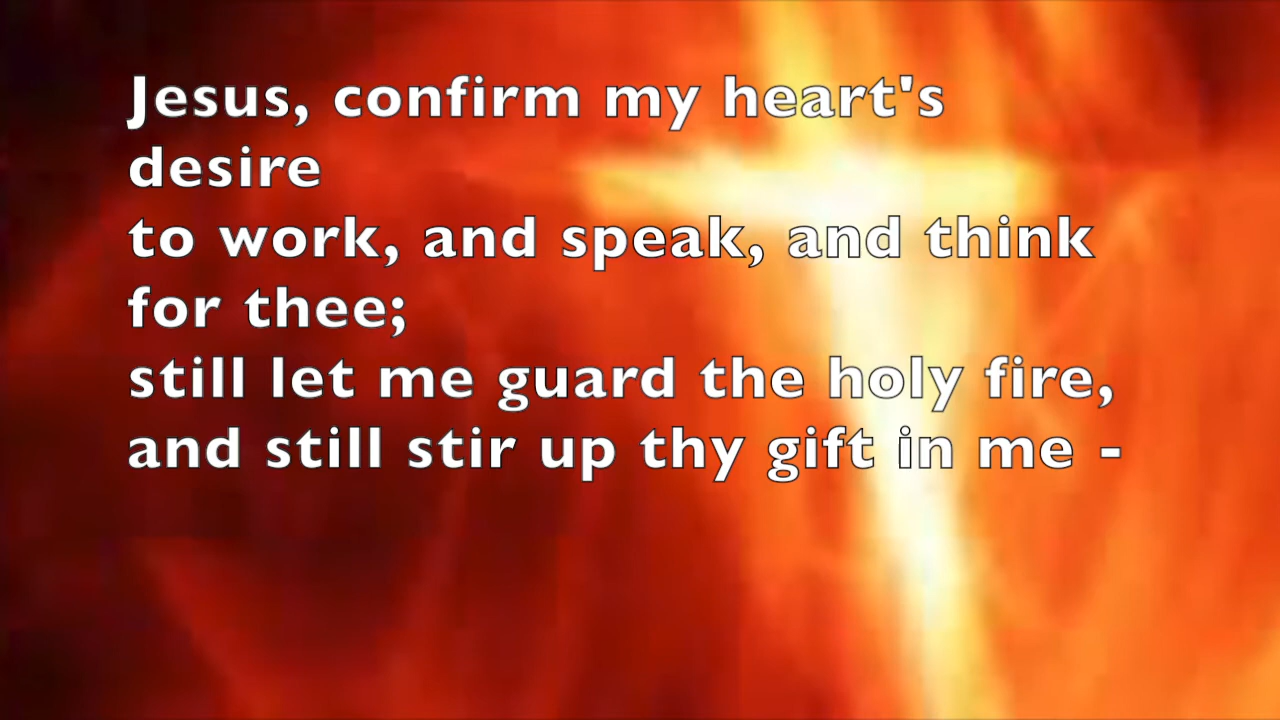 Jesus, confirm my heart's
desire
to work, and speak, and think
for thee;
still let me guard the holy fire,
and still stir up thy gift in me -